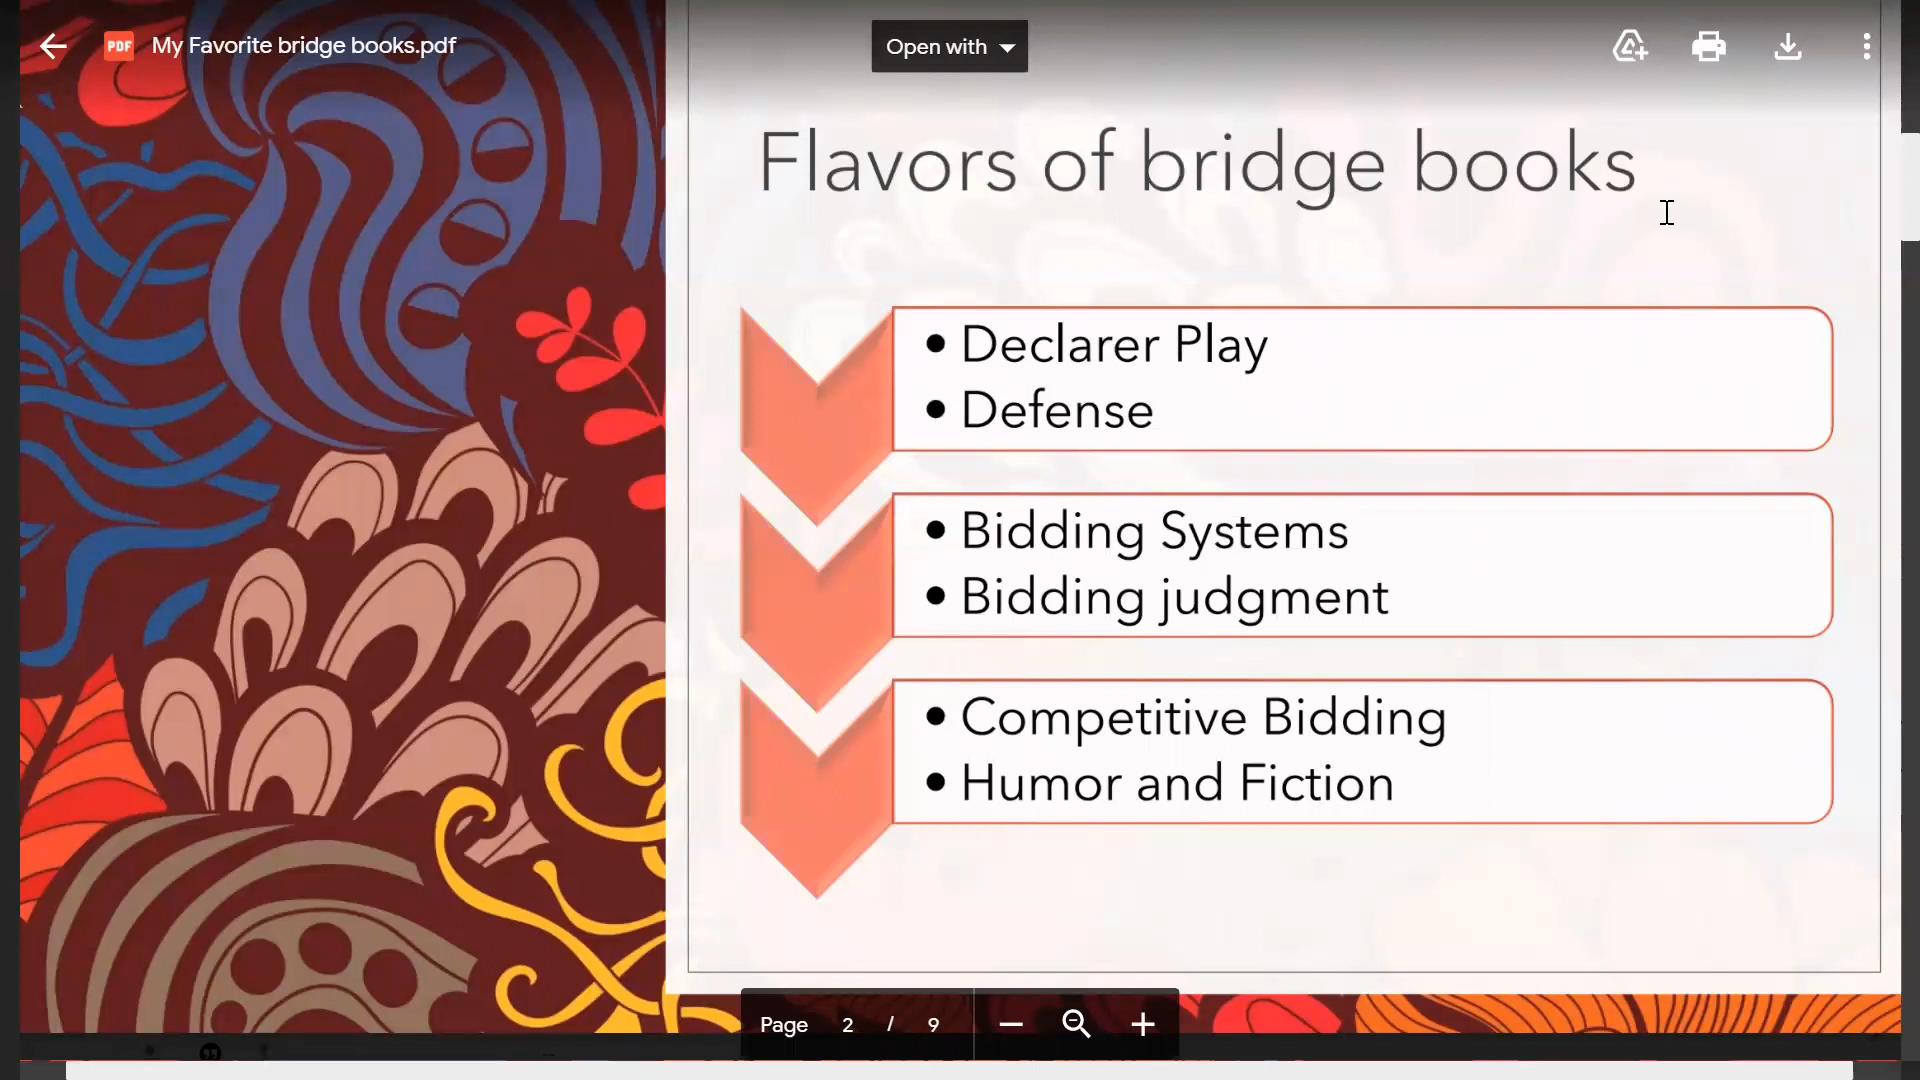 PDF My Favorite bridge books.pdf
Open with
Flavors of bridge books
• Declarer Play
• Defense
• Bidding Systems
• Bidding judgment
• Competitive Bidding
• Humor and Fiction
Page 2 / 9